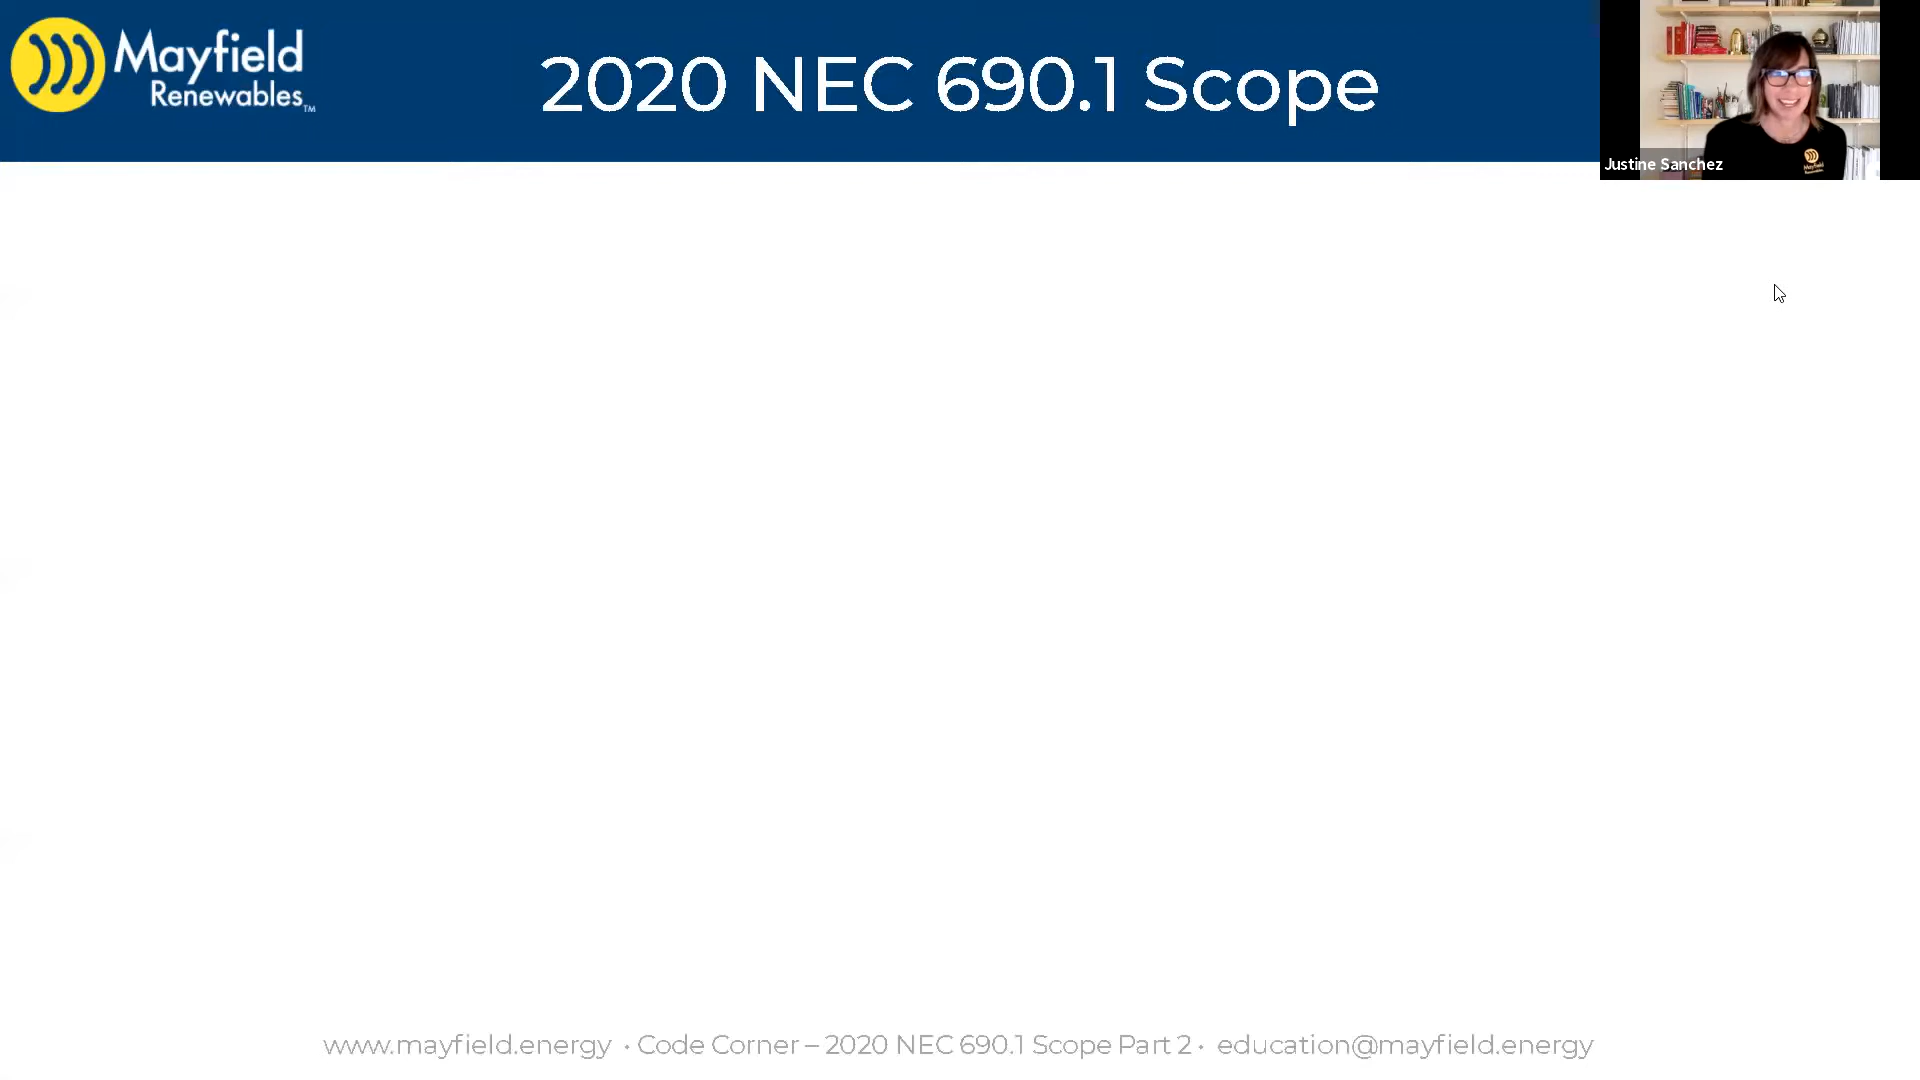 Mayfield
Renewables™
2020 NEC 690.1 Scope
Justine Sanchez
www.mayfield.energy · Code Corner – 2020 NEC 690.1 Scope Part 2 · education@mayfield.energy